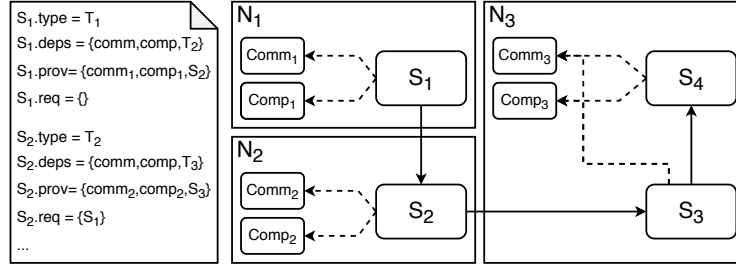 S₁.type = T₁
S₁.deps = {comm,comp,T₂}
S₁.prov= {comm₁,comp₁,S₂}
S₁.req = {}
S₂.type = T₂
S₂.deps = {comm,comp,T₃}
S₂.prov= {comm₂,comp₂,S₃}
S₂.req = {S₁}
...
N₁
Comm₁
Comp₁
S₁
N₂
Comm₂
Comp₂
S₂
N₃
Comm₃
Comp₃
S₄
S₃